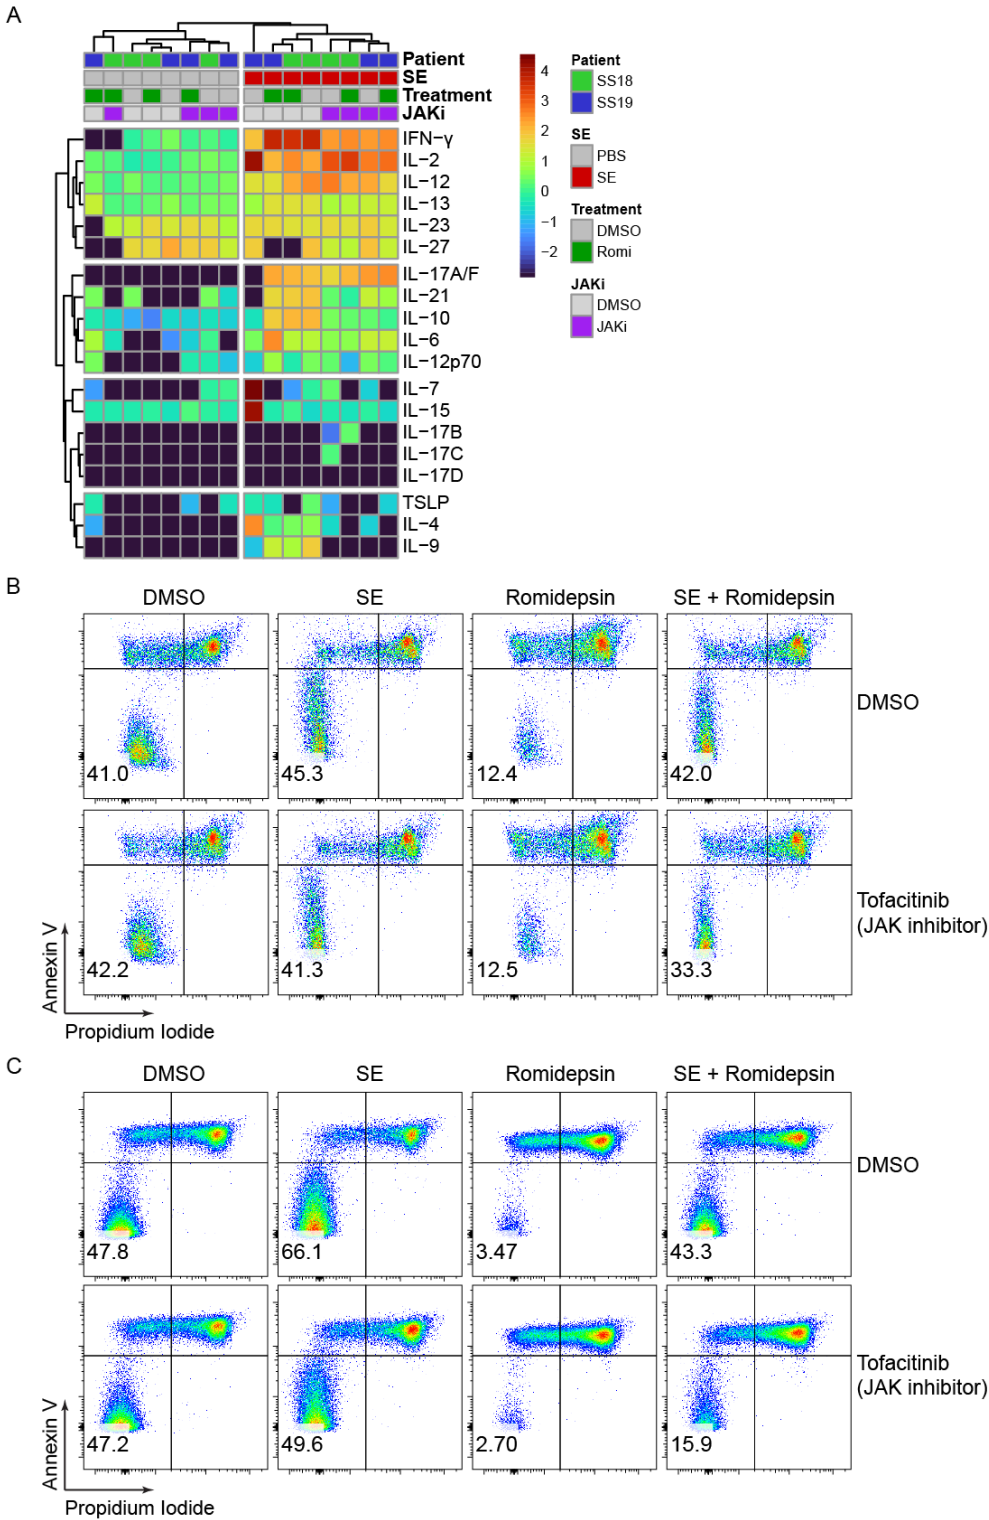 A
Patient
SE
Treatment
JAKi
IFN−γ
IL−2
IL−12
IL−13
IL−23
IL−27
IL−17A/F
IL−21
IL−10
IL−6
IL−12p70
IL−7
IL−15
IL−17B
IL−17C
IL−17D
TSLP
IL−4
IL−9
4
3
2
1
0
−1
−2
Patient
SS18
SS19
SE
PBS
SE
Treatment
DMSO
Romi
JAKi
DMSO
JAKi
B
DMSO SE Romidepsin SE + Romidepsin
41.0 45.3 12.4 42.0
DMSO
42.2 41.3 12.5 33.3
Tofacitinib
(JAK inhibitor)
Annexin V
Propidium Iodide
C
DMSO SE Romidepsin SE + Romidepsin
47.8 66.1 3.47 43.3
DMSO
47.2 49.6 2.70 15.9
Tofacitinib
(JAK inhibitor)
Annexin V
Propidium Iodide